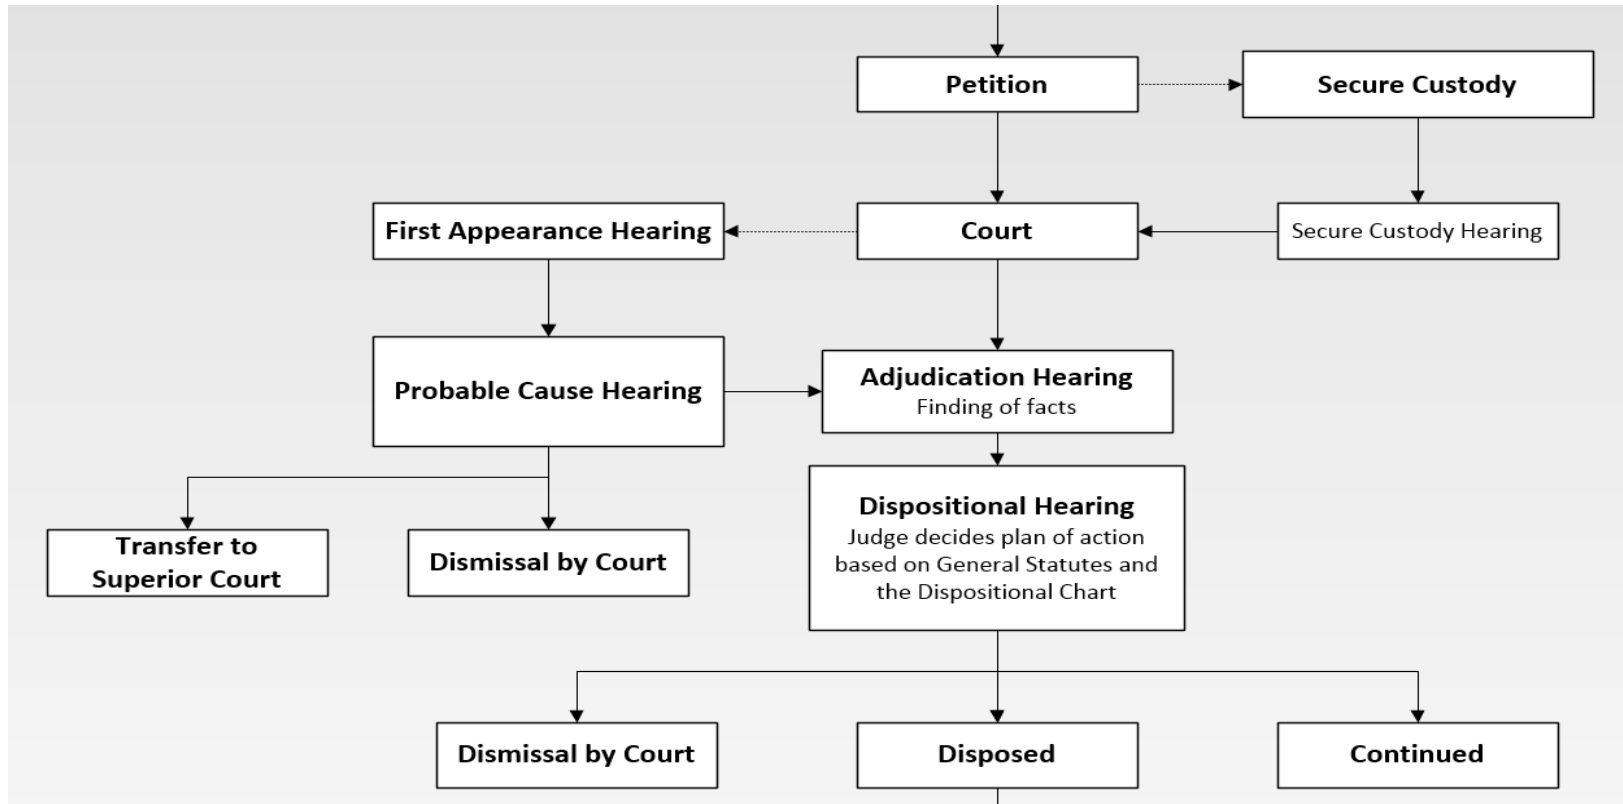 Petition
Secure Custody
First Appearance Hearing
Court
Secure Custody Hearing
Probable Cause Hearing
Adjudication Hearing
Finding of facts
Dispositional Hearing
Judge decides plan of action
based on General Statutes and
the Dispositional Chart
Transfer to
Superior Court
Dismissal by Court
Dismissal by Court
Disposed
Continued